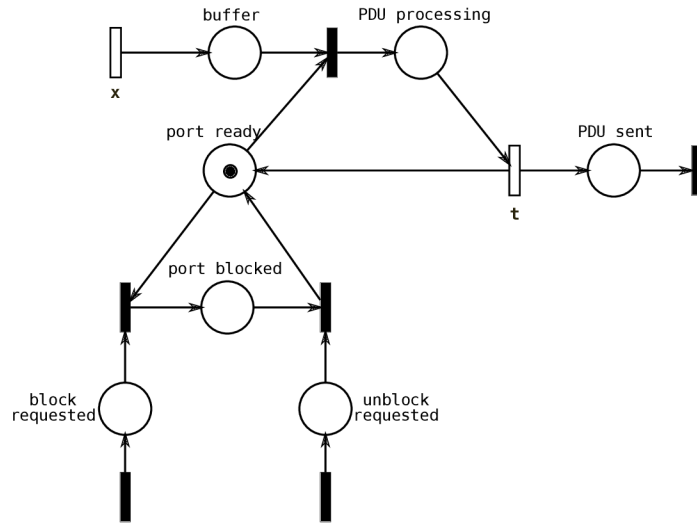 buffer
PDU processing
x
port ready
PDU sent
t
port blocked
block
requested
unblock
requested